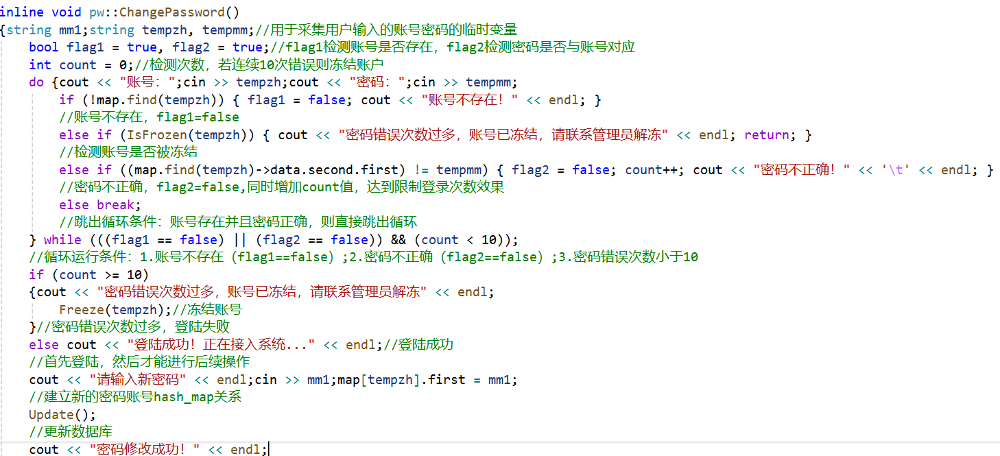 inline void pw::ChangePassword()
{string mm1;string tempzh, tempmm;//用于采集用户输入的账号密码的临时变量
    bool flag1 = true, flag2 = true;//flag1检测账号是否存在，flag2检测密码是否与账号对应
    int count = 0;//检测次数，若连续10次错误则冻结账户
    do {cout << "账号：";cin >> tempzh;cout << "密码：";cin >> tempmm;
        if (!map.find(tempzh)) { flag1 = false; cout << "账号不存在！" << endl; }
        //账号不存在，flag1=false
        else if (IsFrozen(tempzh)) { cout << "密码错误次数过多，账号已冻结，请联系管理员解冻" << endl; return; }
        //检测账号是否被冻结
        else if ((map.find(tempzh)->data.second.first) != tempmm) { flag2 = false; count++; cout << "密码不正确！" << '\t' << endl; }
        //密码不正确，flag2=false,同时增加count值，达到限制登录次数效果
        else break;
        //跳出循环条件：账号存在并且密码正确，则直接跳出循环
    } while (((flag1 == false) || (flag2 == false)) && (count < 10));
    //循环运行条件：1.账号不存在（flag1==false）;2.密码不正确（flag2==false）;3.密码错误次数小于10
    if (count >= 10)
    {cout << "密码错误次数过多，账号已冻结，请联系管理员解冻" << endl;
        Freeze(tempzh);//冻结账号
    }//密码错误次数过多，登陆失败
    else cout << "登陆成功！正在接入系统..." << endl;//登陆成功
    //首先登陆，然后才能进行后续操作
    cout << "请输入新密码" << endl;cin >> mm1;map[tempzh].first = mm1;
    //建立新的密码账号hash_map关系
    Update();
    //更新数据库
    cout << "密码修改成功！" << endl;